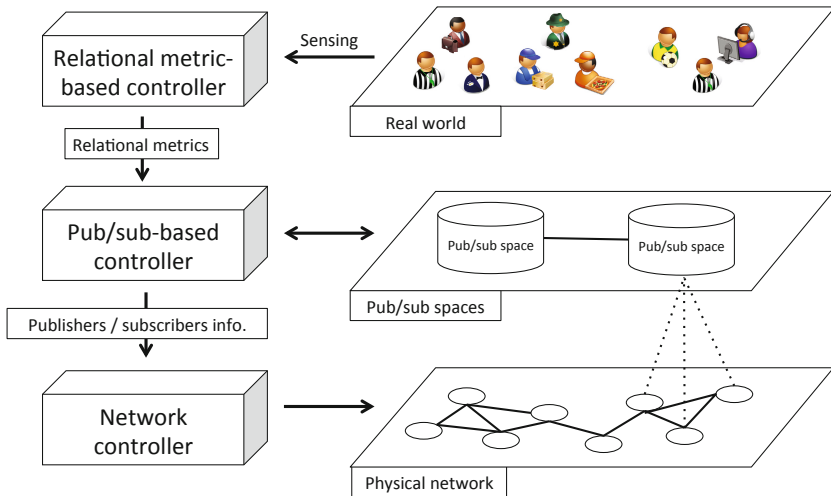 Relational metric-
based controller
Sensing
Real world
Relational metrics
Pub/sub-based
controller
Pub/sub space
Pub/sub space
Pub/sub spaces
Publishers / subscribers info.
Network
controller
Physical network